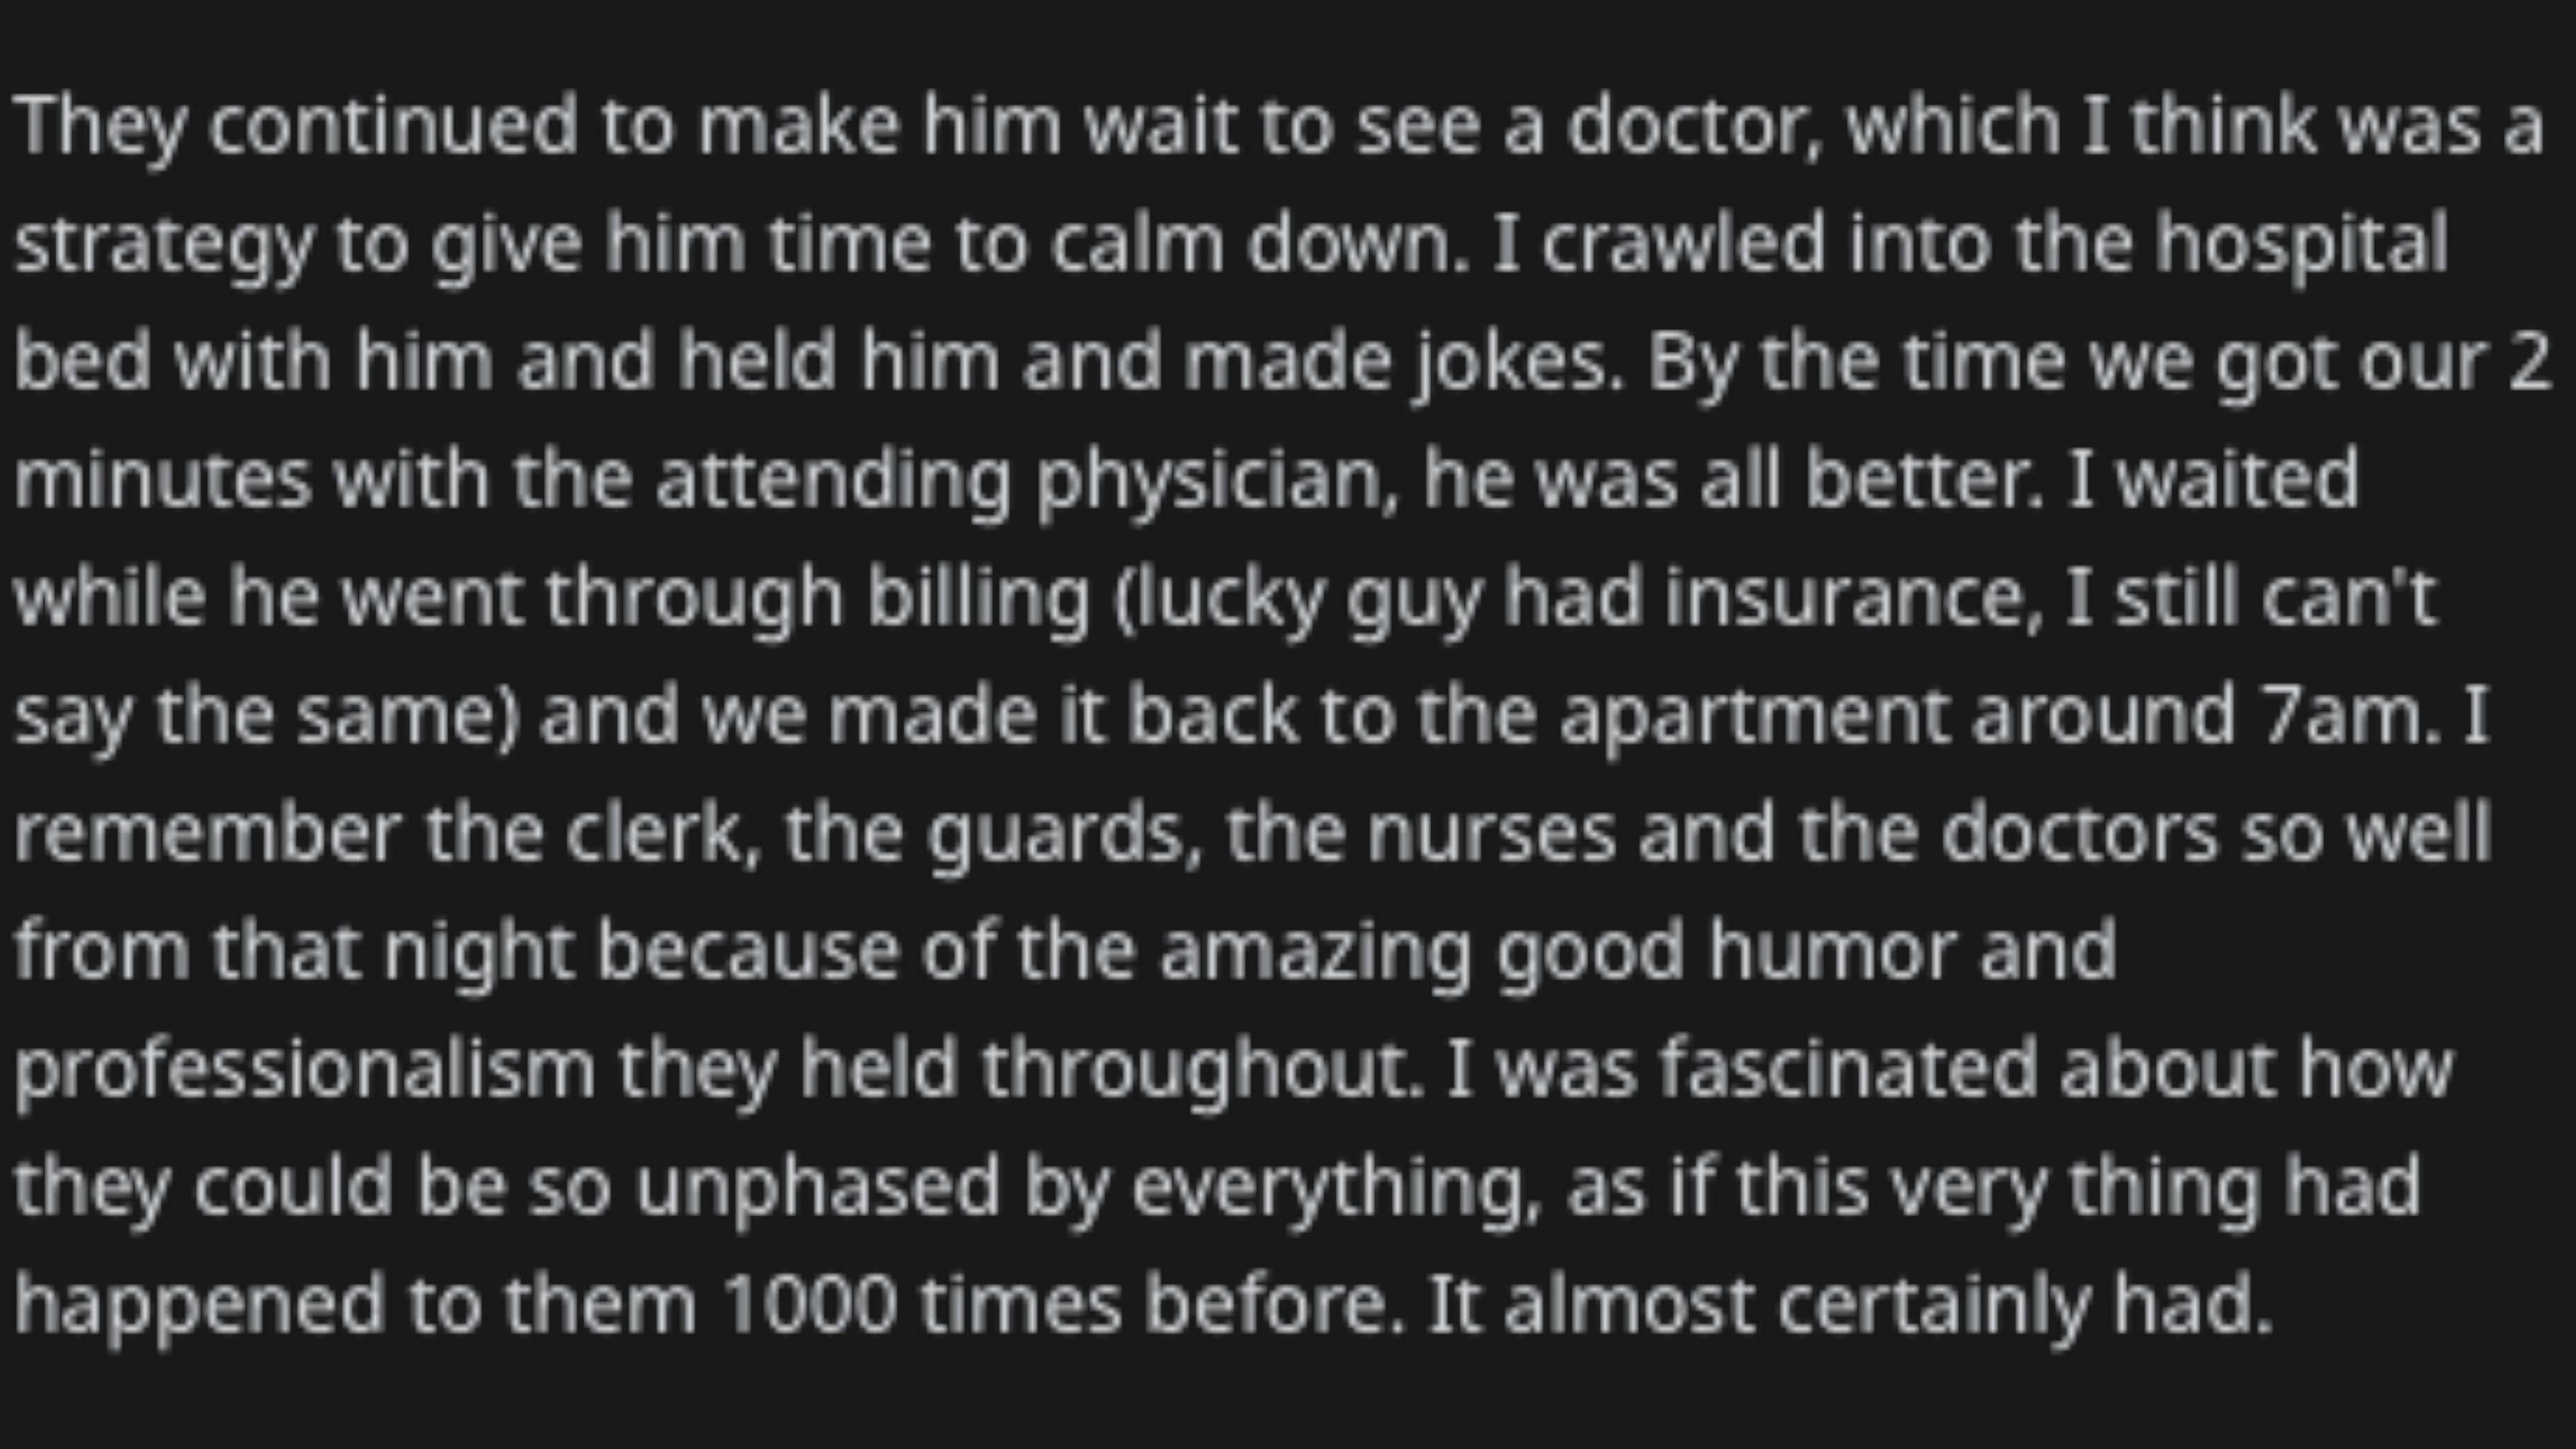 They continued to make him wait to see a doctor, which I think was a
strategy to give him time to calm down. I crawled into the hospital
bed with him and held him and made jokes. By the time we got our 2
minutes with the attending physician, he was all better. I waited
while he went through billing (lucky guy had insurance, I still can't
say the same) and we made it back to the apartment around 7am. I
remember the clerk, the guards, the nurses and the doctors so well
from that night because of the amazing good humor and
professionalism they held throughout. I was fascinated about how
they could be so unphased by everything, as if this very thing had
happened to them 1000 times before. It almost certainly had.